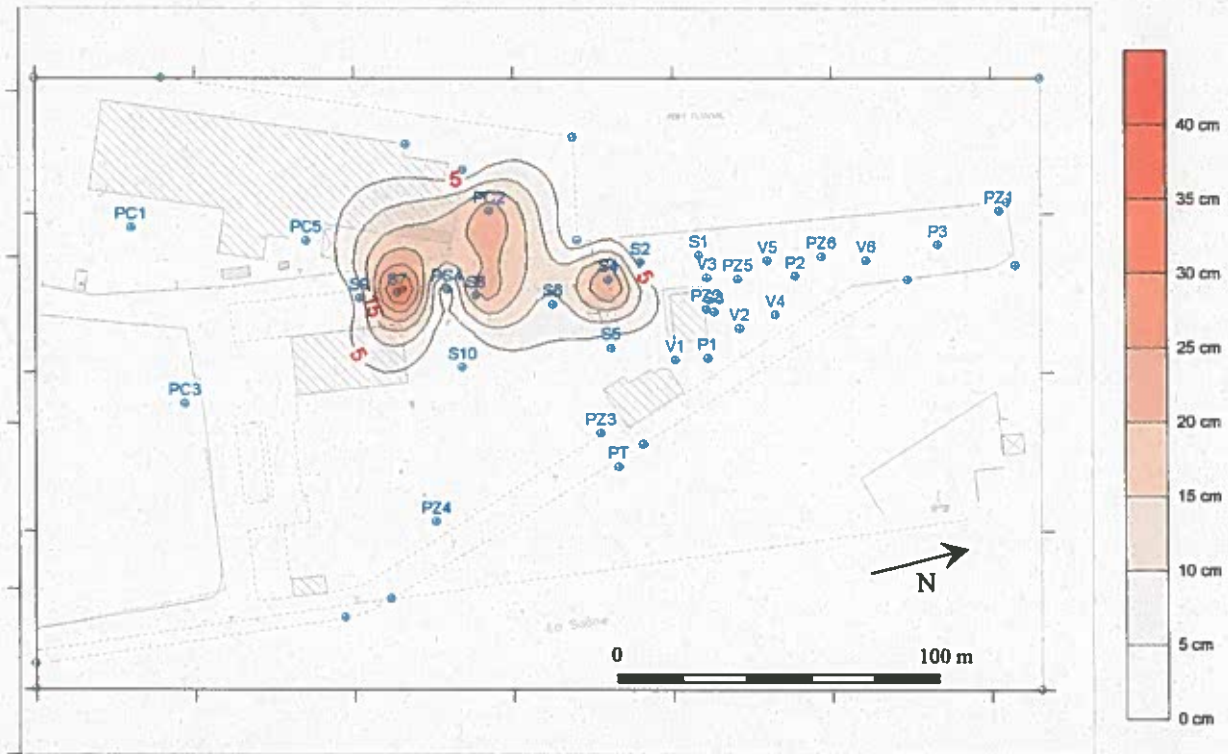 PORT FLUVIAL
40 cm
35 cm
30 cm
25 cm
20 cm
15 cm
10 cm
5 cm
0 cm
5
PC2
PC1
PC5
PZ1
P3
S1
V5
PZ6
V6
S2
V3
PZ5
P2
S4
S9
S7
15
S8
S6
5
V2
V4
S5
V1
P1
5
S10
PC3
PZ3
PT
PZ4
N
La Saône
0 100 m